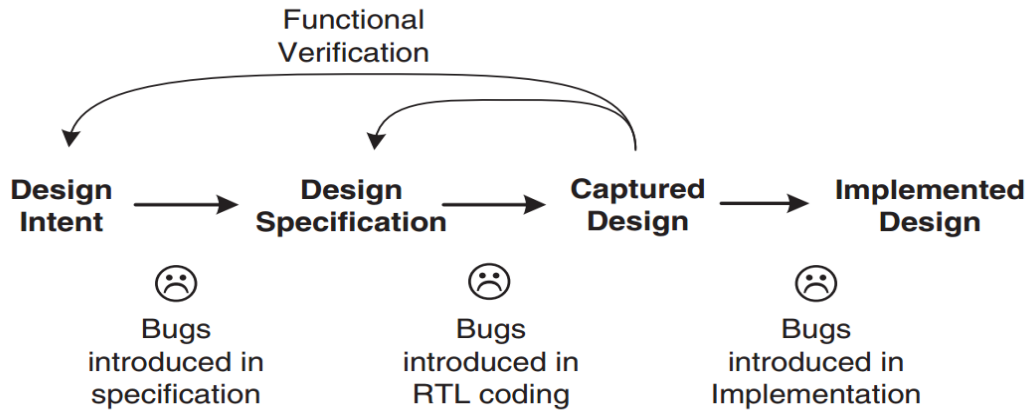 Functional
Verification
Design
Intent
Design
Specification
Captured
Design
Implemented
Design
Bugs
introduced in
specification
Bugs
introduced in
RTL coding
Bugs
introduced in
Implementation